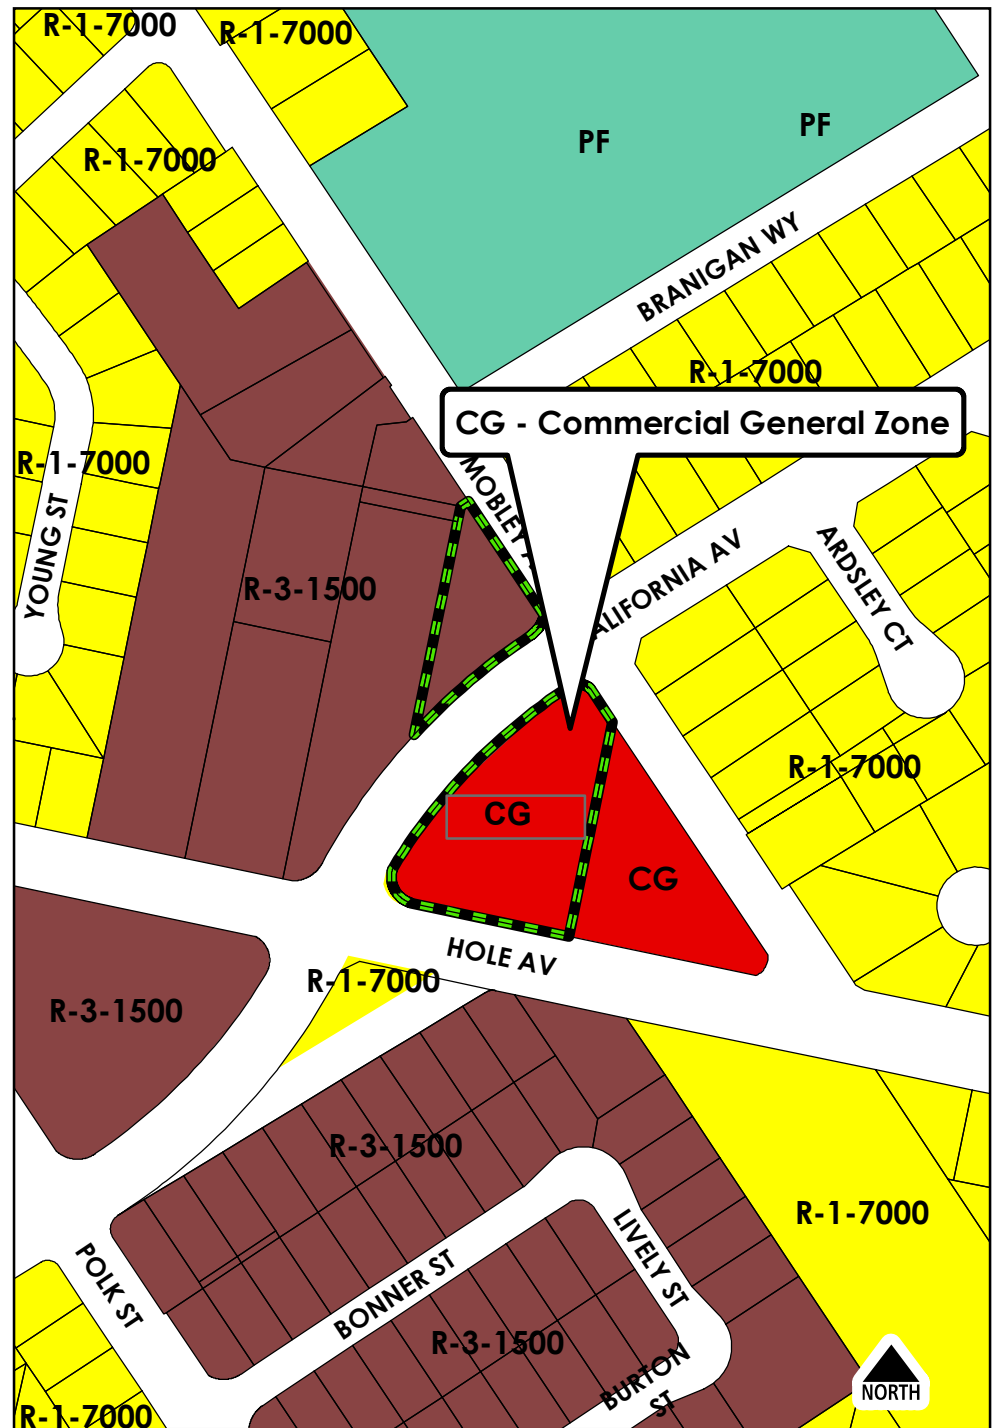 R-1-7000
R-1-7000
PF
PF
R-1-7000
BRANIGAN WY
R-1-7000
CG - Commercial General Zone
R-1-7000
MOBLEY A
YOUNG ST
R-3-1500
ALIFORNIA AV
ARDSLEY CT
R-1-7000
CG
CG
HOLE AV
R-1-7000
R-3-1500
R-3-1500
R-1-7000
POLK ST
BONNER ST
LIVELY ST
R-3-1500
BURTON
ST
NORTH
R-1-7000